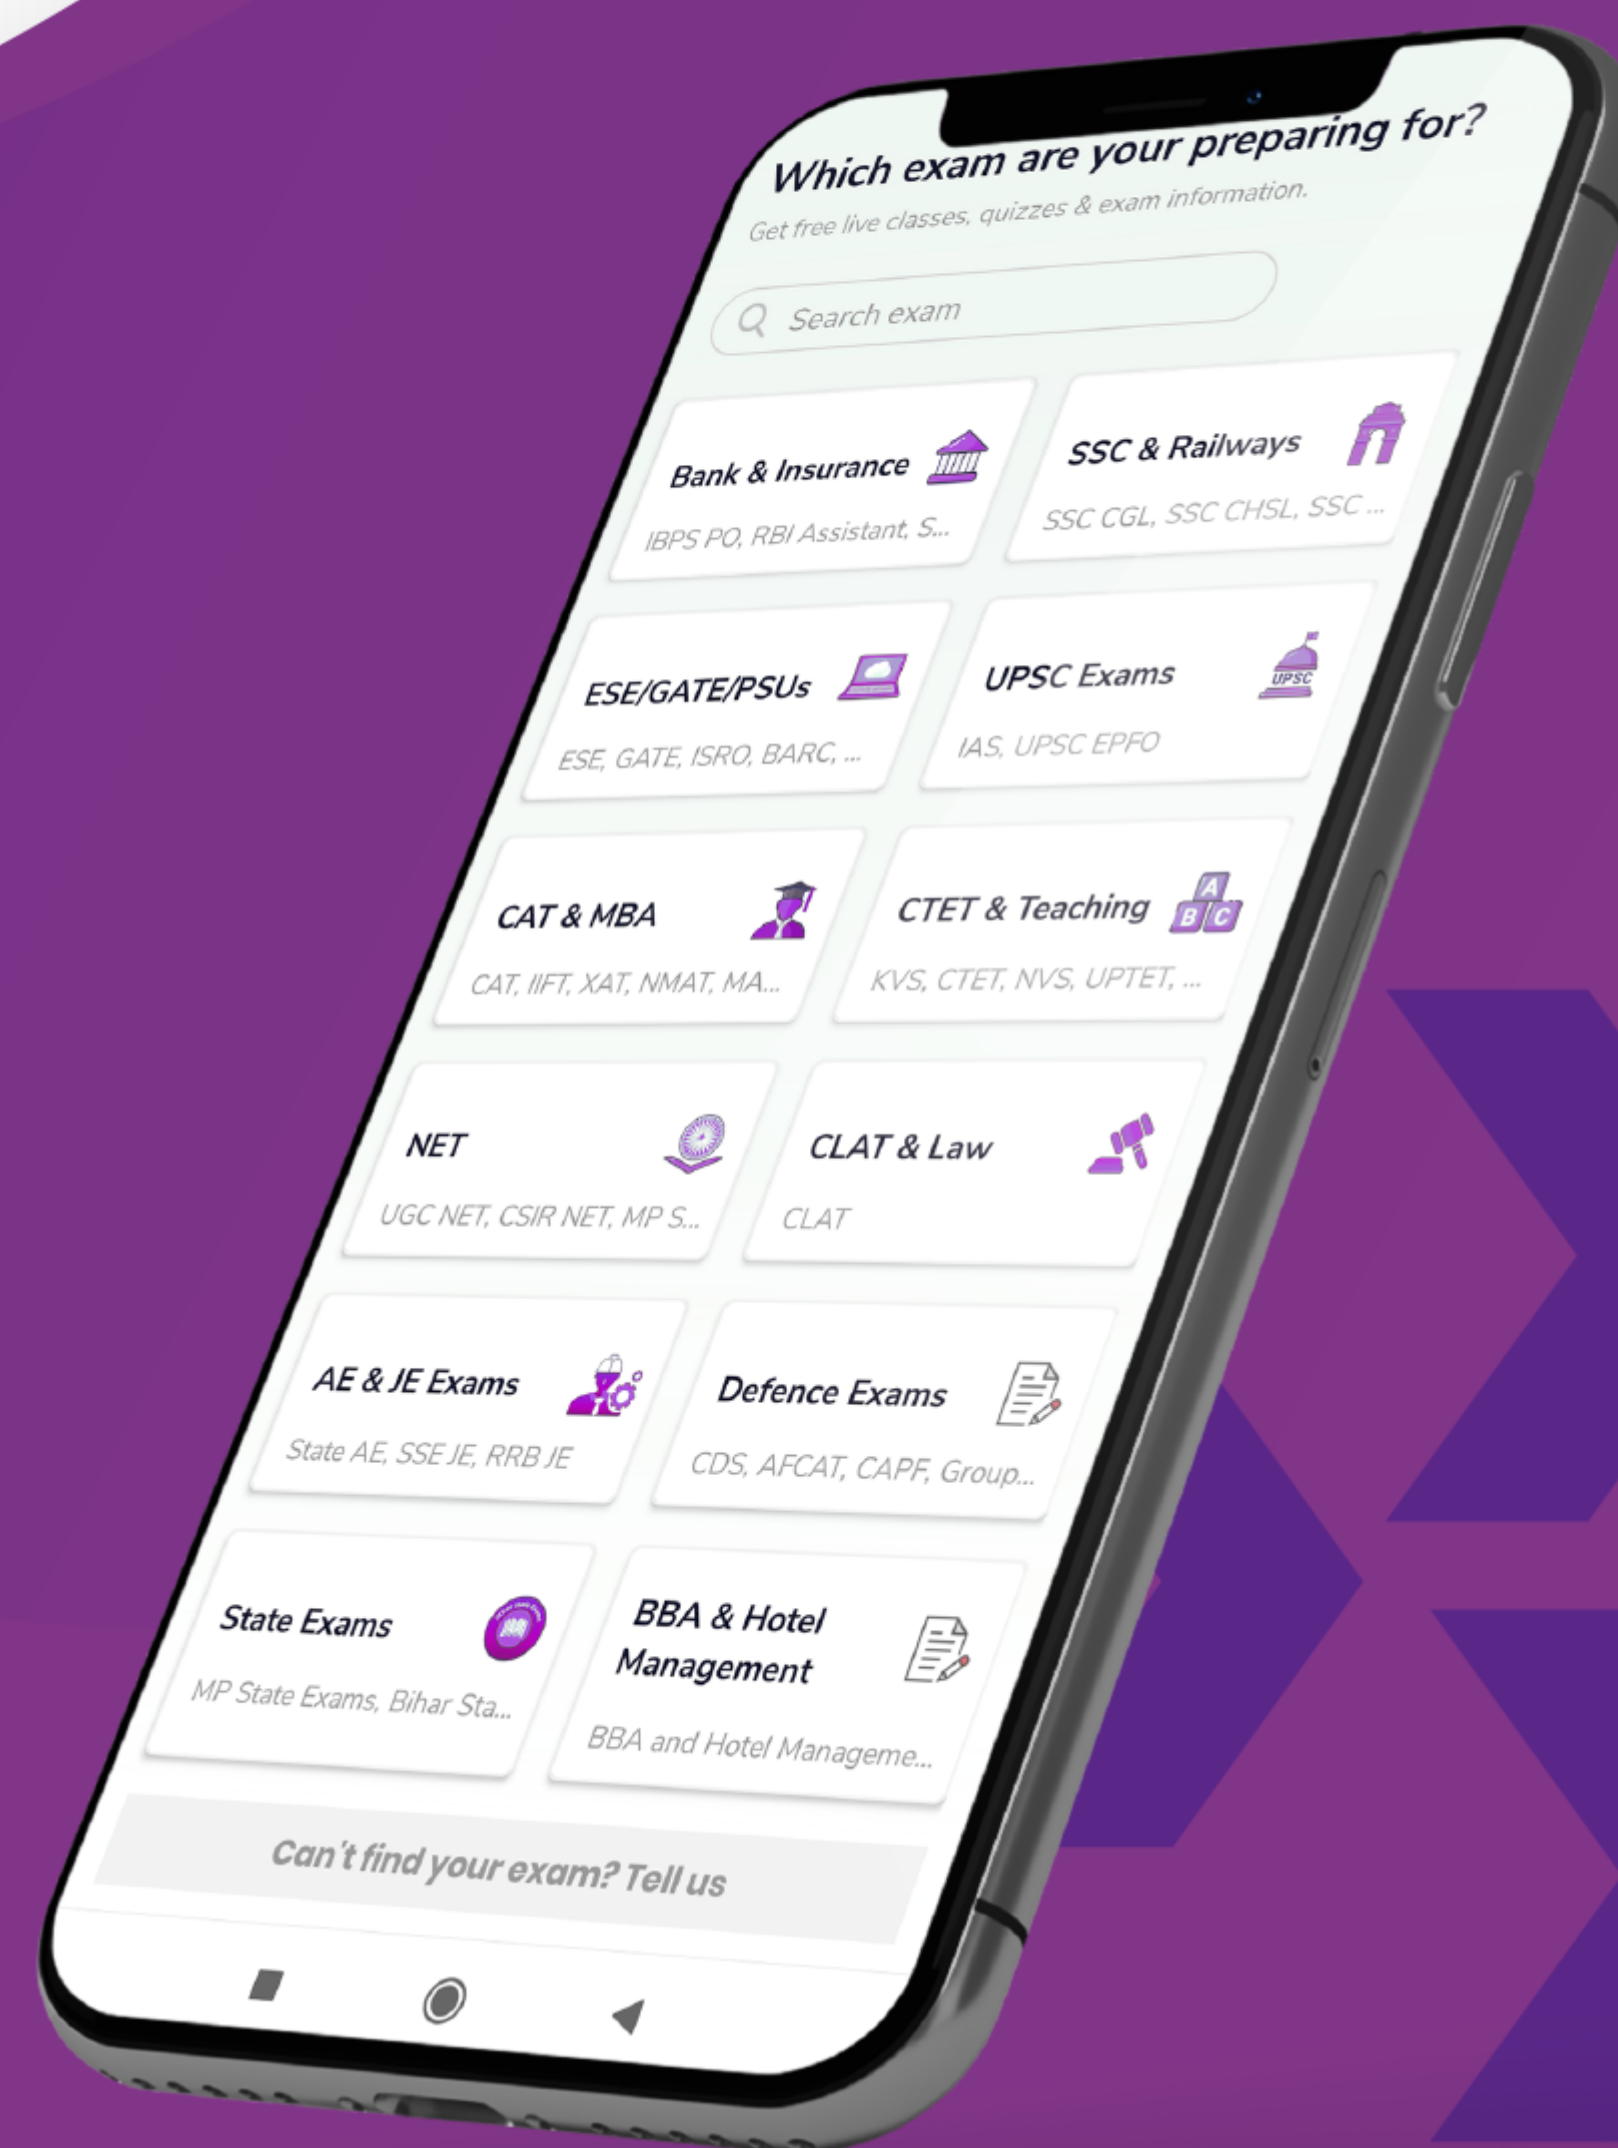 Which exam are your preparing for?
Get free live classes, quizzes & exam information.
Search exam
Bank & Insurance
IBPS PO, RBI Assistant, S...
SSC & Railways
SSC CGL, SSC CHSL, SSC ...
ESE/GATE/PSUs
ESE, GATE, ISRO, BARC, ...
UPSC Exams
UPSC
IAS, UPSC EPFO
CAT & MBA
CAT, IIFT, XAT, NMAT, MA...
CTET & Teaching
A
B C
KVS, CTET, NVS, UPTET, ...
NET
UGC NET, CSIR NET, MP S...
CLAT & Law
CLAT
AE & JE Exams
State AE, SSE JE, RRB JE
Defence Exams
CDS, AFCAT, CAPF, Group...
State Exams
MP State Exams, Bihar Sta...
BBA & Hotel
Management
BBA and Hotel Manageme...
Can't find your exam? Tell us